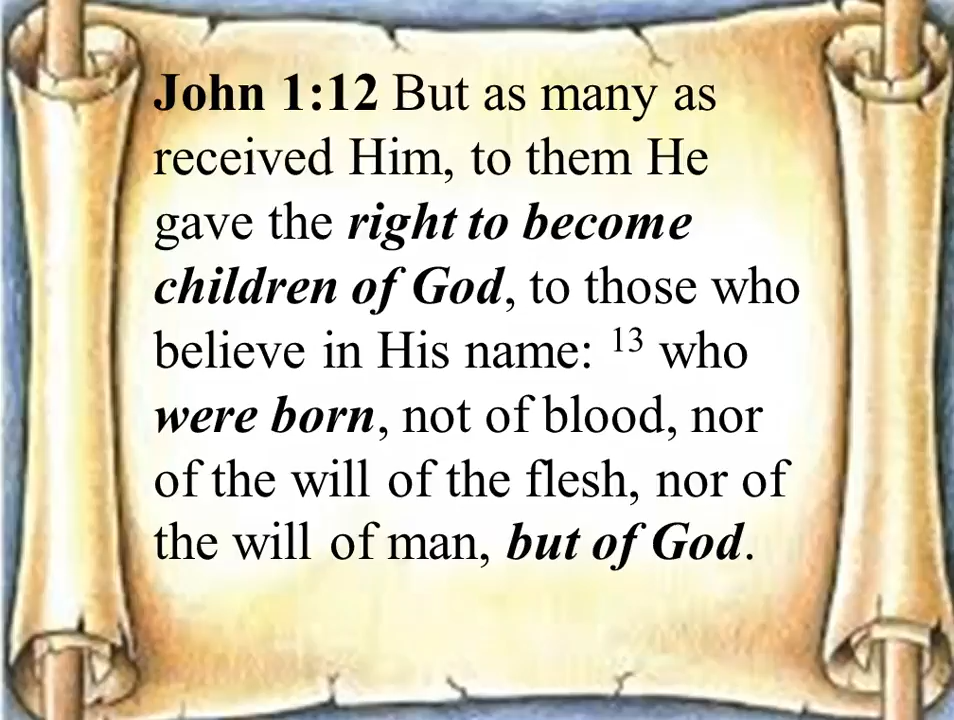 John 1:12 But as many as
received Him, to them He
gave the right to become
children of God, to those who
believe in His name: 13 who
were born, not of blood, nor
of the will of the flesh, nor of
the will of man, but of God.